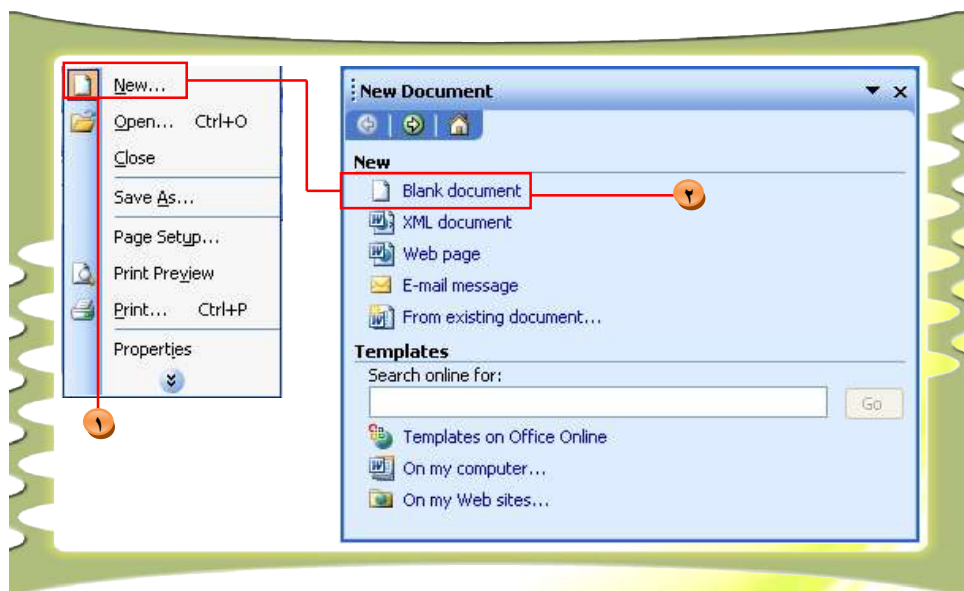 New...
Open... Ctrl+O
Close
Save As...
Page Setup...
Print Preview
Print... Ctrl+P
Properties
١
New Document
New
Blank document
٢
XML document
Web page
E-mail message
From existing document...
Templates
Search online for:
Go
Templates on Office Online
On my computer...
On my Web sites...